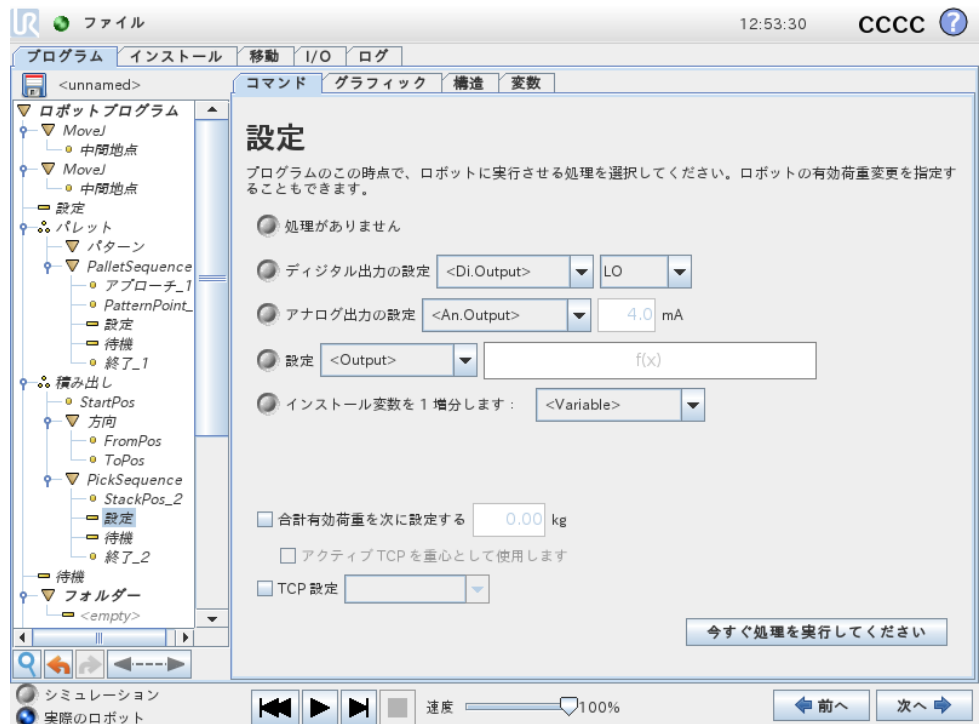 UR ファイル 12:53:30 CCCC ?
プログラム インストール 移動 I/O ログ
<unnamed>
コマンド グラフィック 構造 変数
ロボットプログラム
MoveJ
中間地点
MoveJ
中間地点
設定
パレット
パターン
PalletSequence
アプローチ_1
PatternPoint_
設定
待機
終了_1
積み出し
StartPos
方向
FromPos
ToPos
PickSequence
StackPos_2
設定
待機
終了_2
待機
フォルダー
<empty>
設定
プログラムのこの時点で、ロボットに実行させる処理を選択してください。ロボットの有効荷重変更を指定す
ることもできます。
処理がありません
ディジタル出力の設定 <Di.Output> LO
アナログ出力の設定 <An.Output> 4.0 mA
設定 <Output> f(x)
インストール変数を 1 増分します： <Variable>
合計有効荷重を次に設定する 0.00 kg
アクティブ TCP を重心として使用します
TCP 設定
今すぐ処理を実行してください
シミュレーション
実際のロボット
速度 100%
前へ 次へ